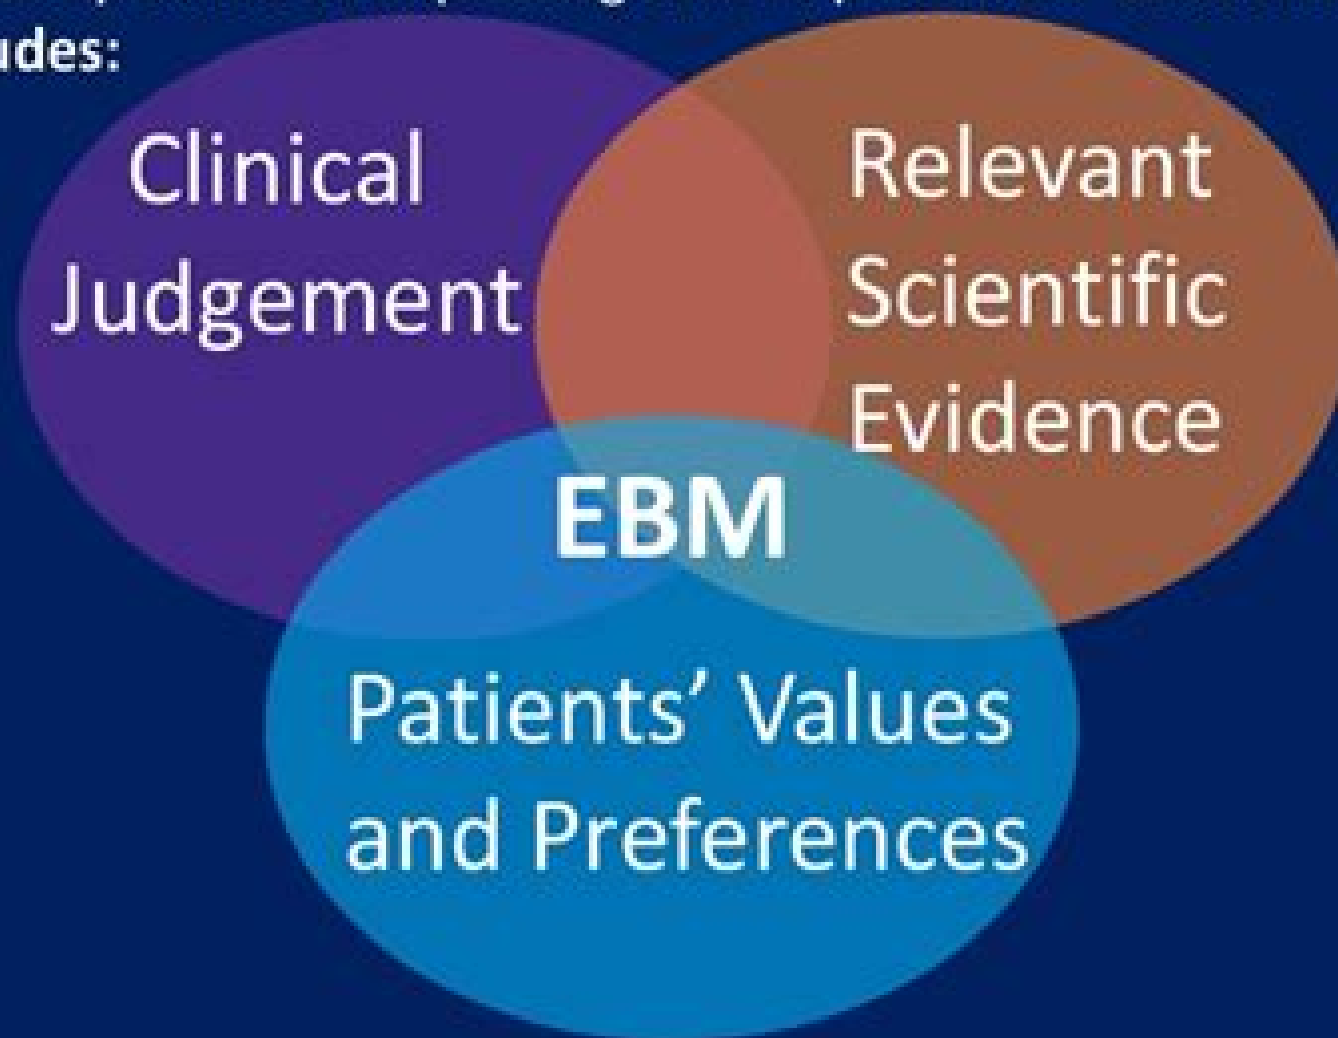 udes:
Clinical
Judgement
Relevant
Scientific
Evidence
EBM
Patients’ Values
and Preferences